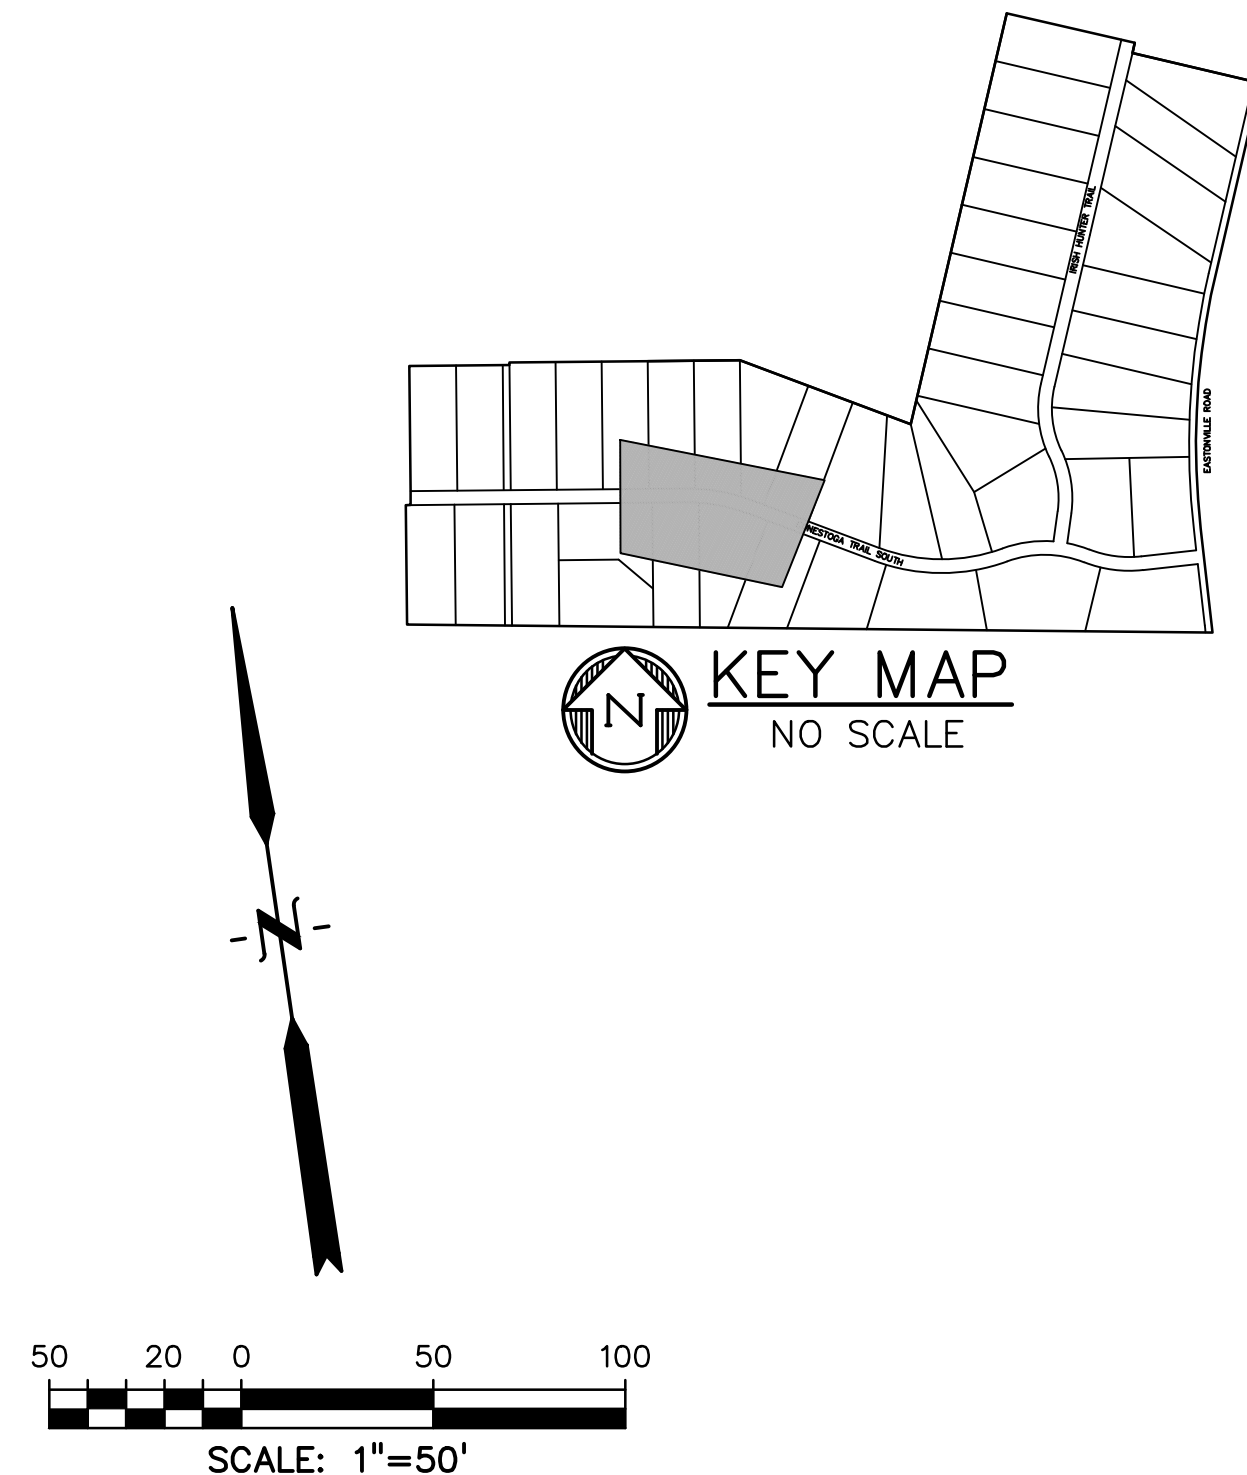 IRISH HUNTER TRAIL
EASTONVILLE ROAD
NESTOGA TRAIL SOUTH
N
KEY MAP
NO SCALE
N
50 20 0 50 100
SCALE: 1"=50'